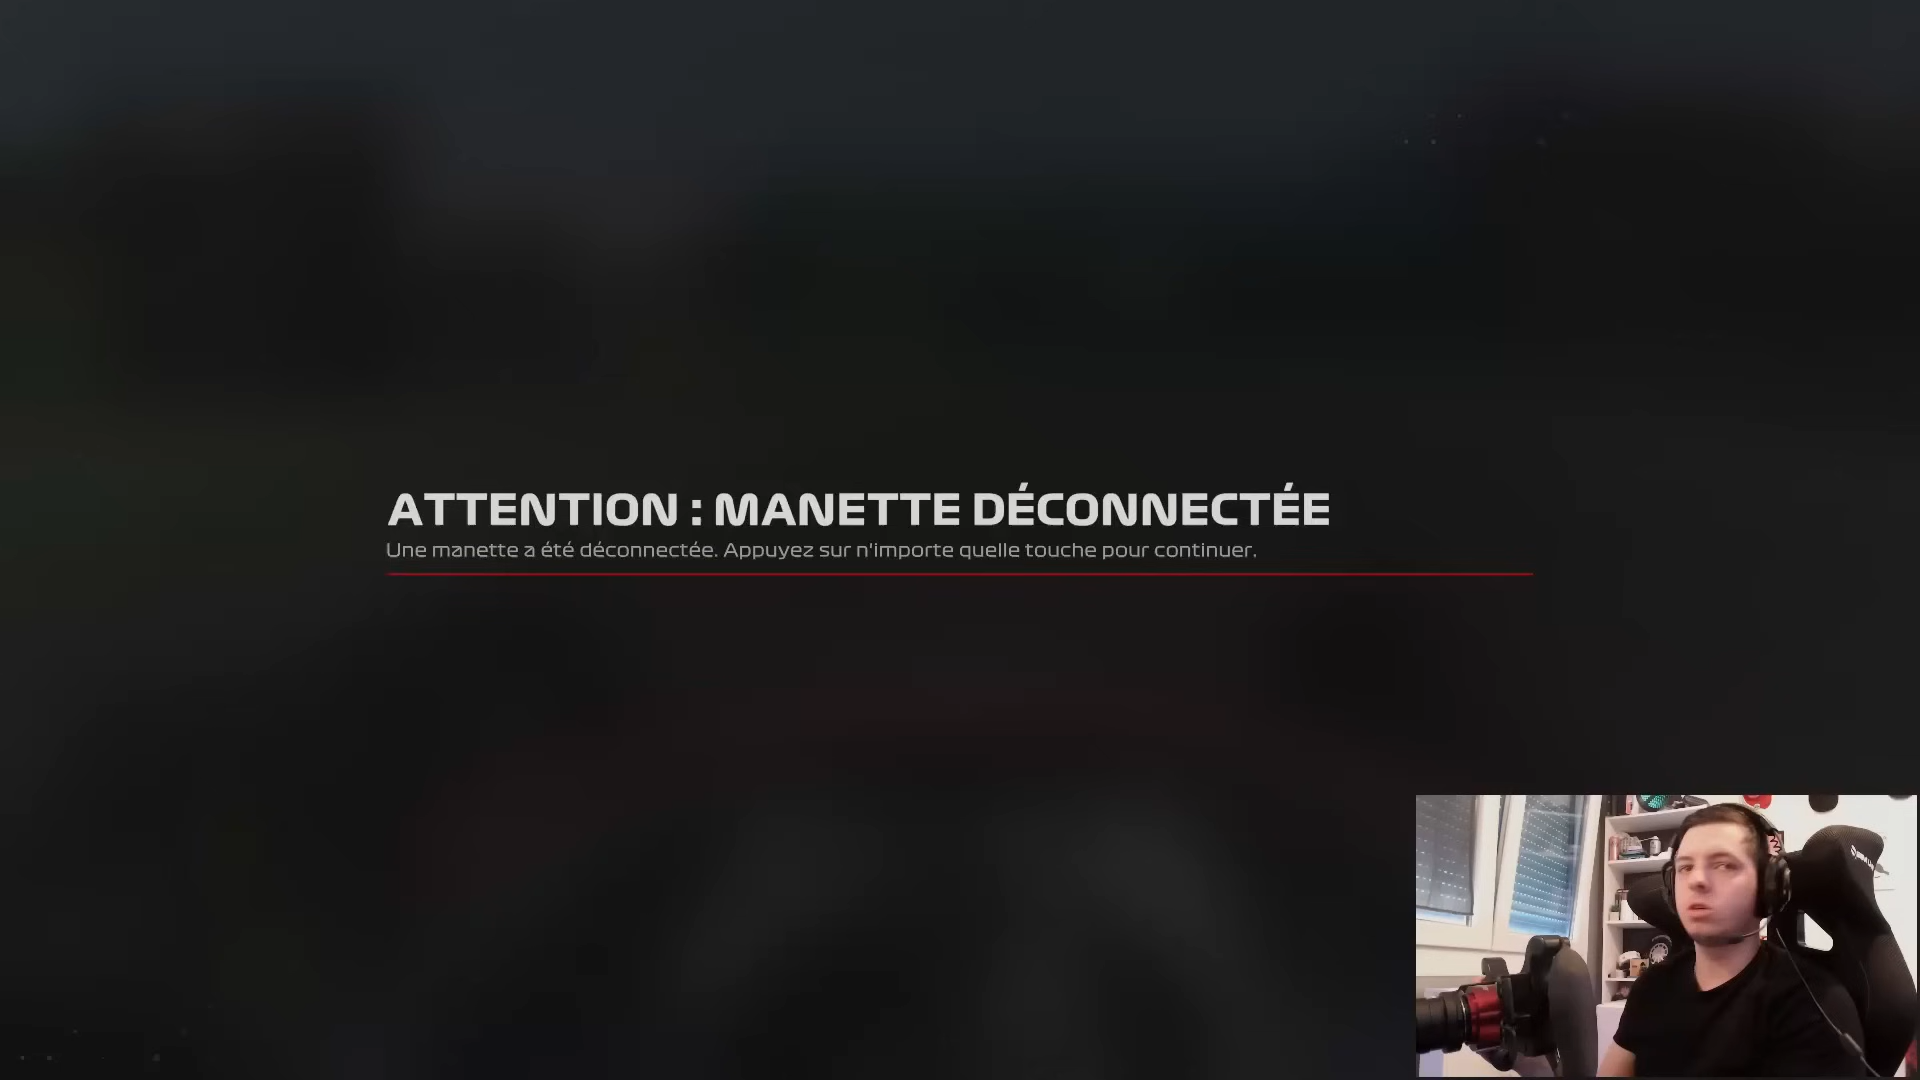 ATTENTION : MANETTE DÉCONNECTÉE
Une manette a été déconnectée. Appuyez sur n'importe quelle touche pour continuer.